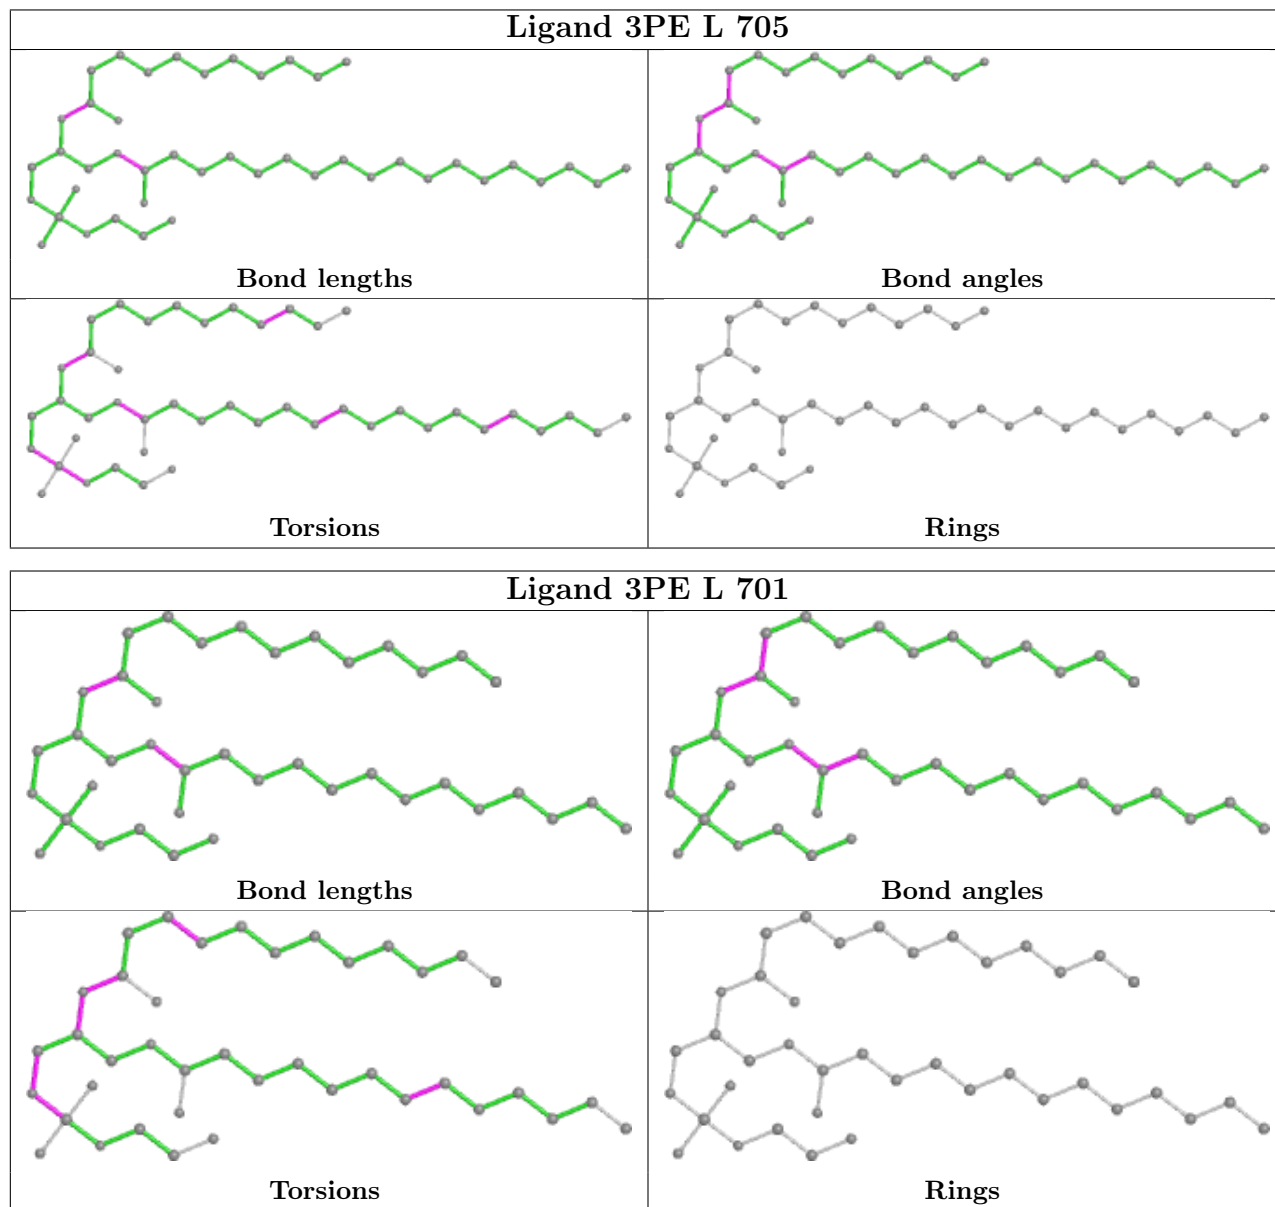 Ligand 3PE L 705
Bond lengths
Bond angles
Torsions
Rings
Ligand 3PE L 701
Bond lengths
Bond angles
Torsions
Rings